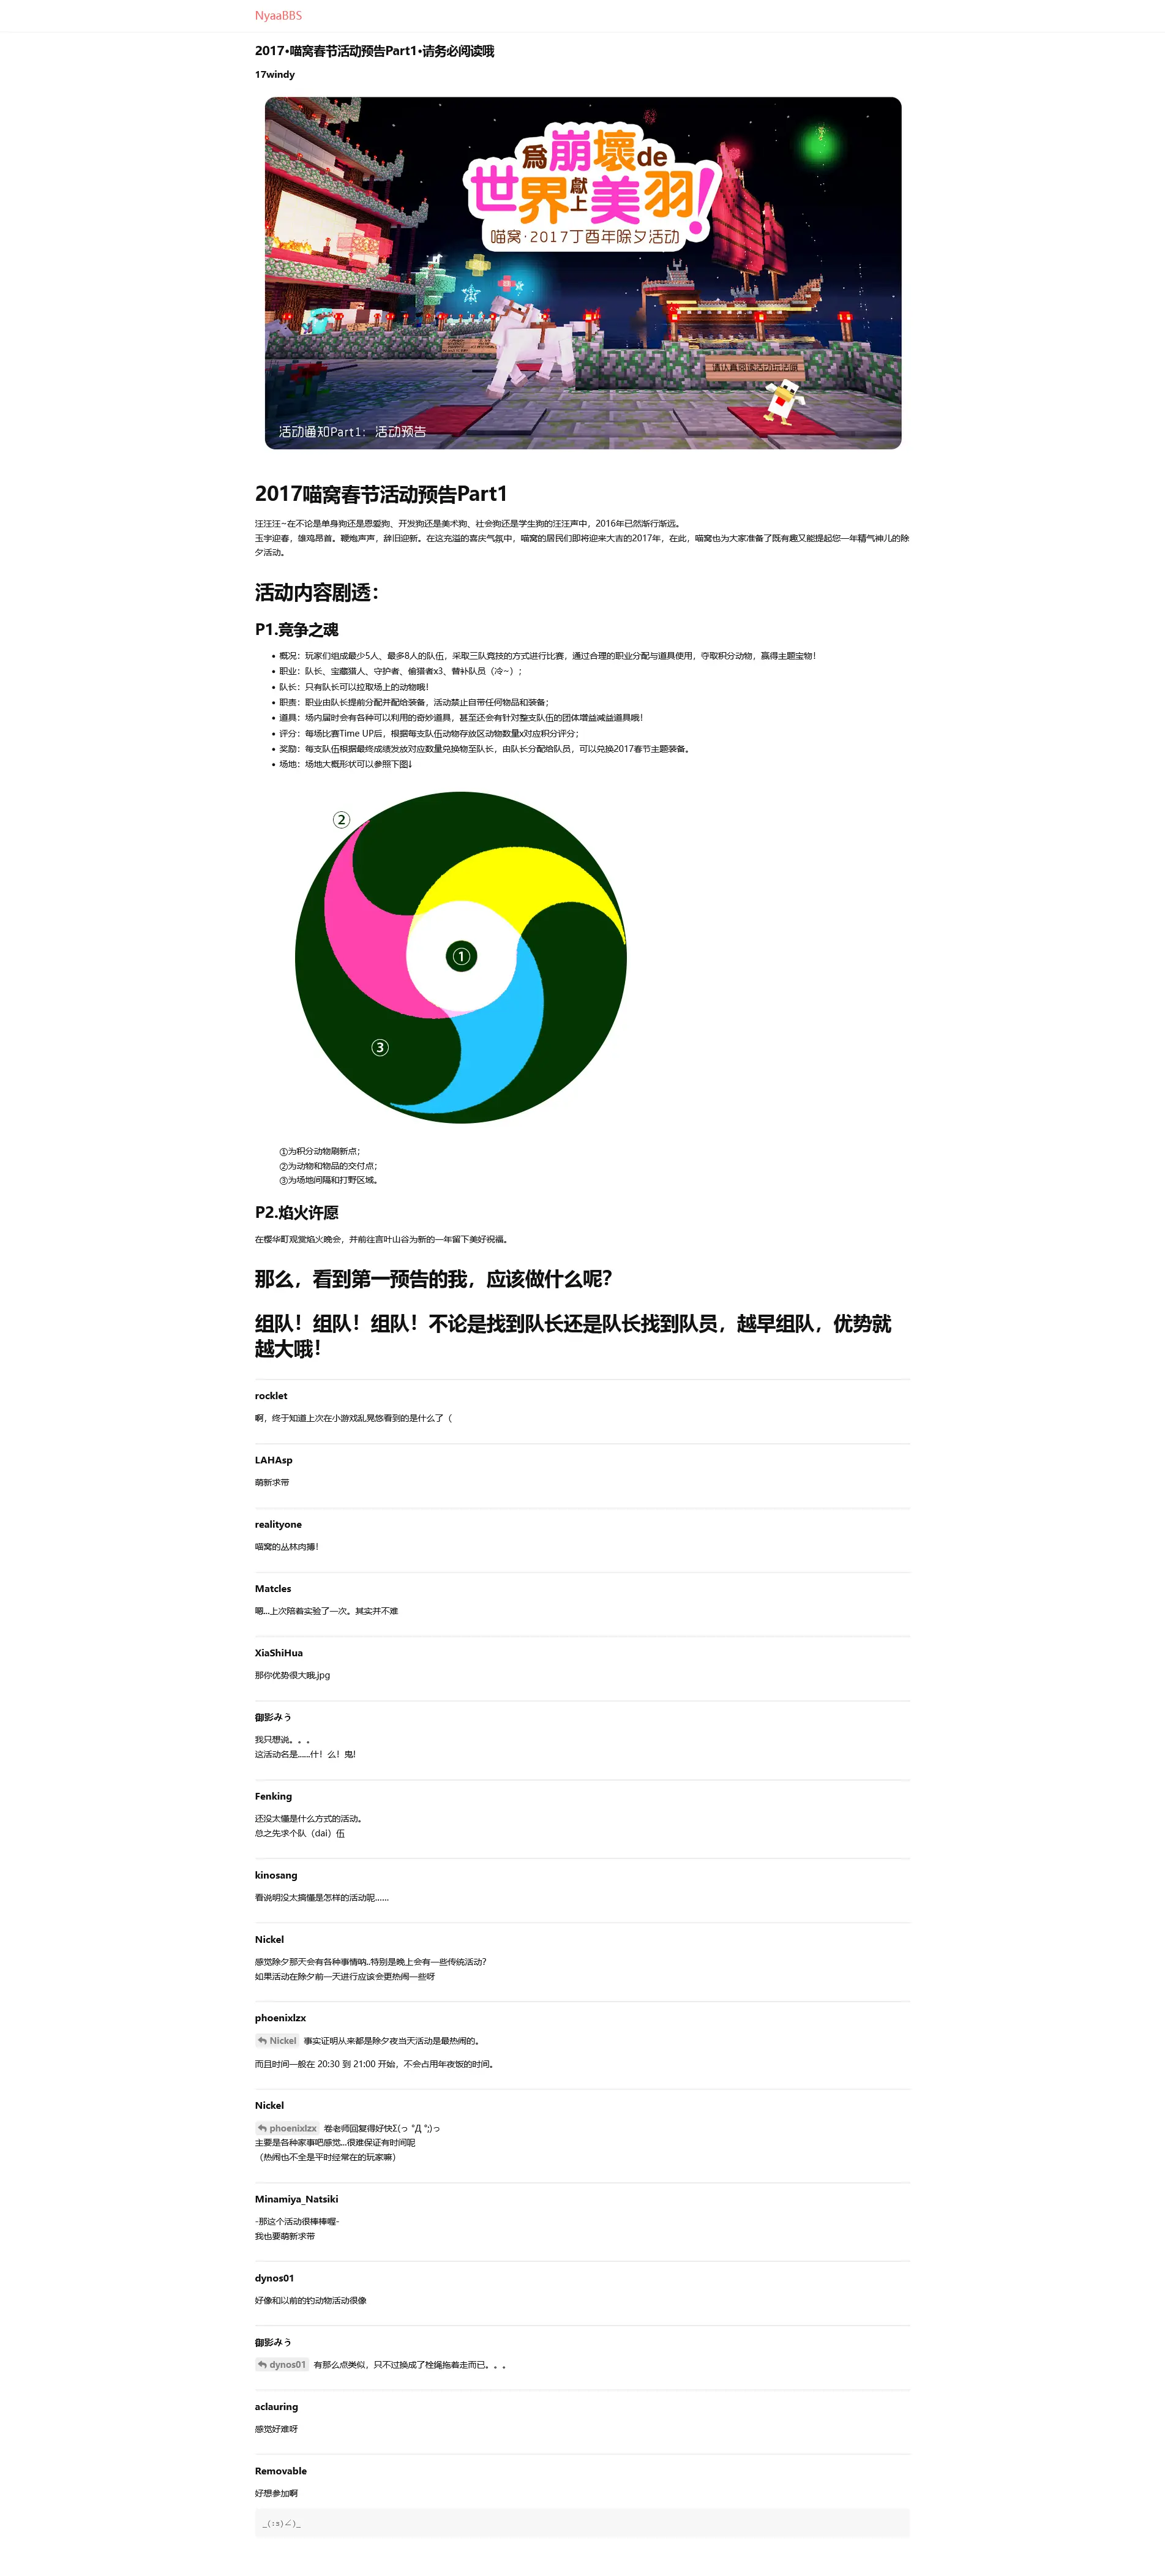 NyaaBBS
2017•喵窝春节活动预告Part1•请务必阅读哦
17windy
为崩壞de
世界獻上美羽!
喵窝·2017丁酉年除夕活动
请认真阅读活动玩法哦
活动通知Part1：活动预告
2017喵窝春节活动预告Part1
汪汪汪~在不论是单身狗还是恩爱狗、开发狗还是美术狗、社会狗还是学生狗的汪汪声中，2016年已然渐行渐远。
玉宇迎春，雄鸡昂首。鞭炮声声，辞旧迎新。在这充溢的喜庆气氛中，喵窝的居民们即将迎来大吉的2017年，在此，喵窝也为大家准备了既有趣又能提起您一年精气神儿的除
夕活动。
活动内容剧透：
P1.竞争之魂
• 概况：玩家们组成最少5人、最多8人的队伍，采取三队竞技的方式进行比赛，通过合理的职业分配与道具使用，夺取积分动物，赢得主题宝物！
• 职业：队长、宝藏猎人、守护者、偷猎者x3、替补队员（冷~）；
• 队长：只有队长可以拉取场上的动物哦！
• 职责：职业由队长提前分配并配给装备，活动禁止自带任何物品和装备；
• 道具：场内届时会有各种可以利用的奇妙道具，甚至还会有针对整支队伍的团体增益减益道具哦！
• 评分：每场比赛Time UP后，根据每支队伍动物存放区动物数量x对应积分评分；
• 奖励：每支队伍根据最终成绩发放对应数量兑换物至队长，由队长分配给队员，可以兑换2017春节主题装备。
• 场地：场地大概形状可以参照下图↓
②
①
③
①为积分动物刷新点；
②为动物和物品的交付点；
③为场地间隔和打野区域。
P2.焰火许愿
在樱华町观赏焰火晚会，并前往言叶山谷为新的一年留下美好祝福。
那么，看到第一预告的我，应该做什么呢？
组队！组队！组队！不论是找到队长还是队长找到队员，越早组队，优势就
越大哦！
rocklet
啊，终于知道上次在小游戏乱晃悠看到的是什么了（
LAHAsp
萌新求带
realityone
喵窝的丛林肉搏！
Matcles
嗯...上次陪着实验了一次。其实并不难
XiaShiHua
那你优势很大哦.jpg
御影みう
我只想说。。。
这活动名是......什！么！鬼！
Fenking
还没太懂是什么方式的活动。
总之先求个队（dai）伍
kinosang
看说明没太搞懂是怎样的活动呢……
Nickel
感觉除夕那天会有各种事情呐..特别是晚上会有一些传统活动？
如果活动在除夕前一天进行应该会更热闹一些呀
phoenixlzx
Nickel 事实证明从来都是除夕夜当天活动是最热闹的。
而且时间一般在 20:30 到 21:00 开始，不会占用年夜饭的时间。
Nickel
phoenixlzx 卷老师回复得好快Σ(っ °Д °;)っ
主要是各种家事吧感觉...很难保证有时间呢
（热闹也不全是平时经常在的玩家嘛）
Minamiya_Natsiki
-那这个活动很棒棒喔-
我也要萌新求带
dynos01
好像和以前的钓动物活动很像
御影みう
dynos01 有那么点类似，只不过换成了栓绳拖着走而已。。。
aclauring
感觉好难呀
Removable
好想参加啊
_(:з)∠)_